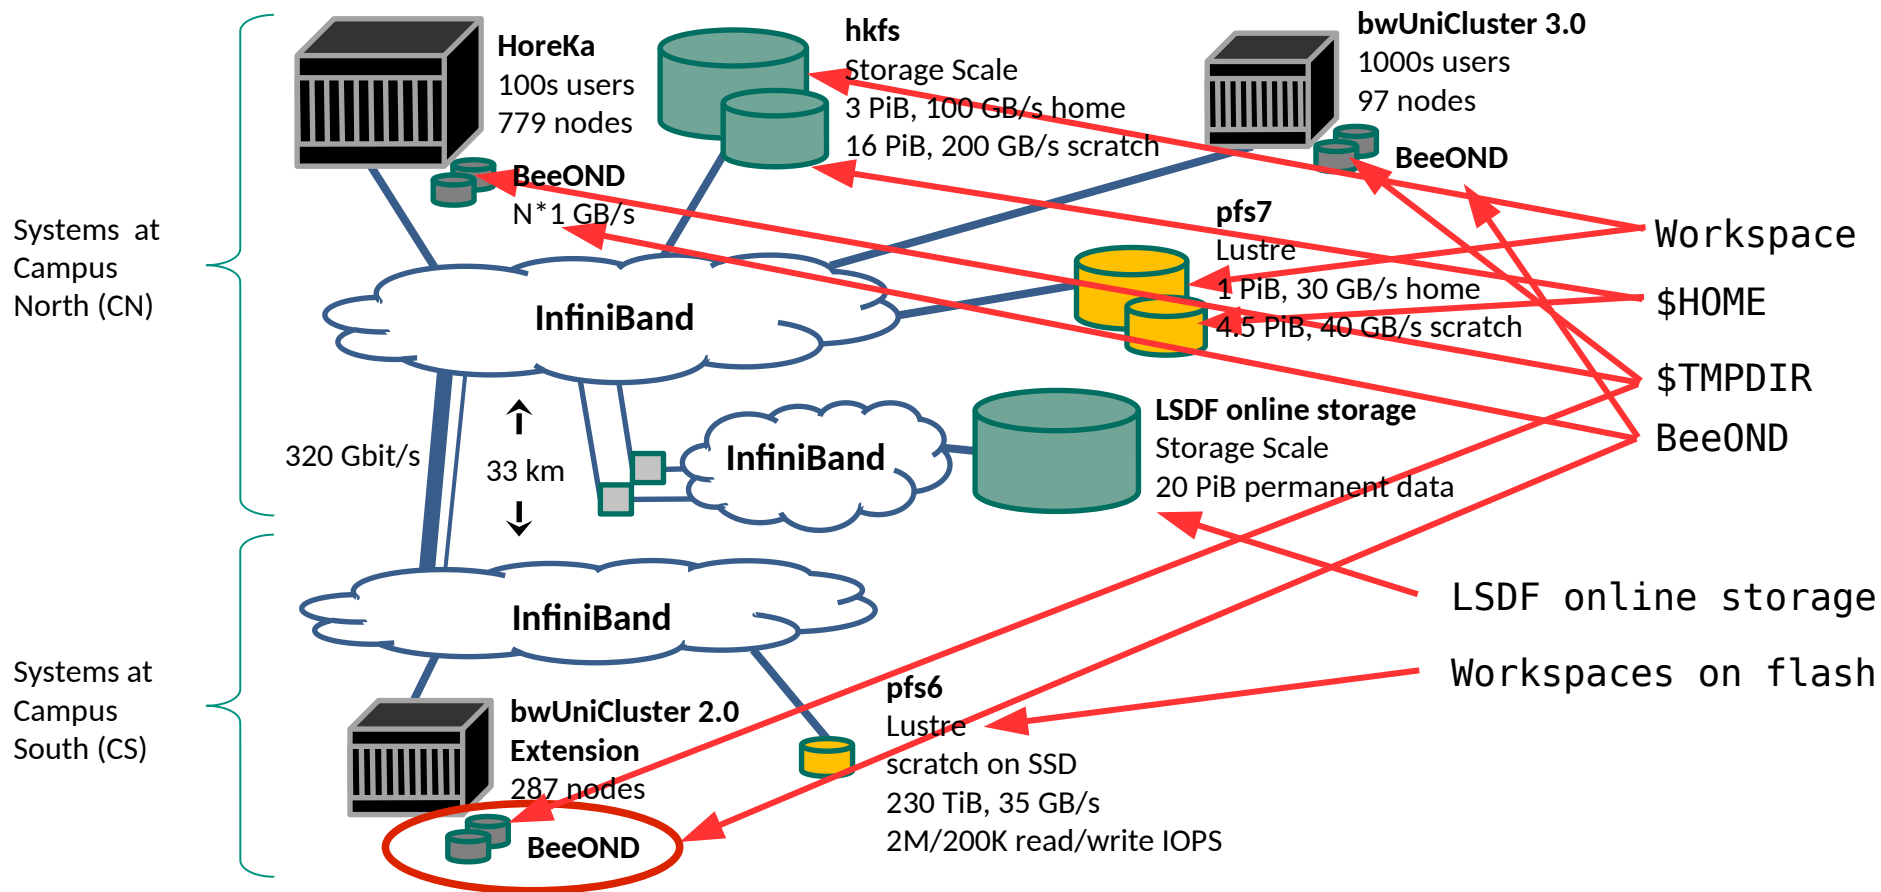 HoreKa
100s users
779 nodes
BeeOND
N*1 GB/s
hkfs
Storage Scale
3 PiB, 100 GB/s home
16 PiB, 200 GB/s scratch
bwUniCluster 3.0
1000s users
97 nodes
BeeOND
Systems  at
Campus
North (CN)
pfs7
Lustre
1 PiB, 30 GB/s home
4.5 PiB, 40 GB/s scratch
Workspace
$HOME
$TMPDIR
BeeOND
InfiniBand
320 Gbit/s
33 km
InfiniBand
LSDF online storage
Storage Scale
20 PiB permanent data
LSDF online storage
Workspaces on flash
InfiniBand
Systems at
Campus
South (CS)
bwUniCluster 2.0
Extension
287 nodes
BeeOND
pfs6
Lustre
scratch on SSD
230 TiB, 35 GB/s
2M/200K read/write IOPS